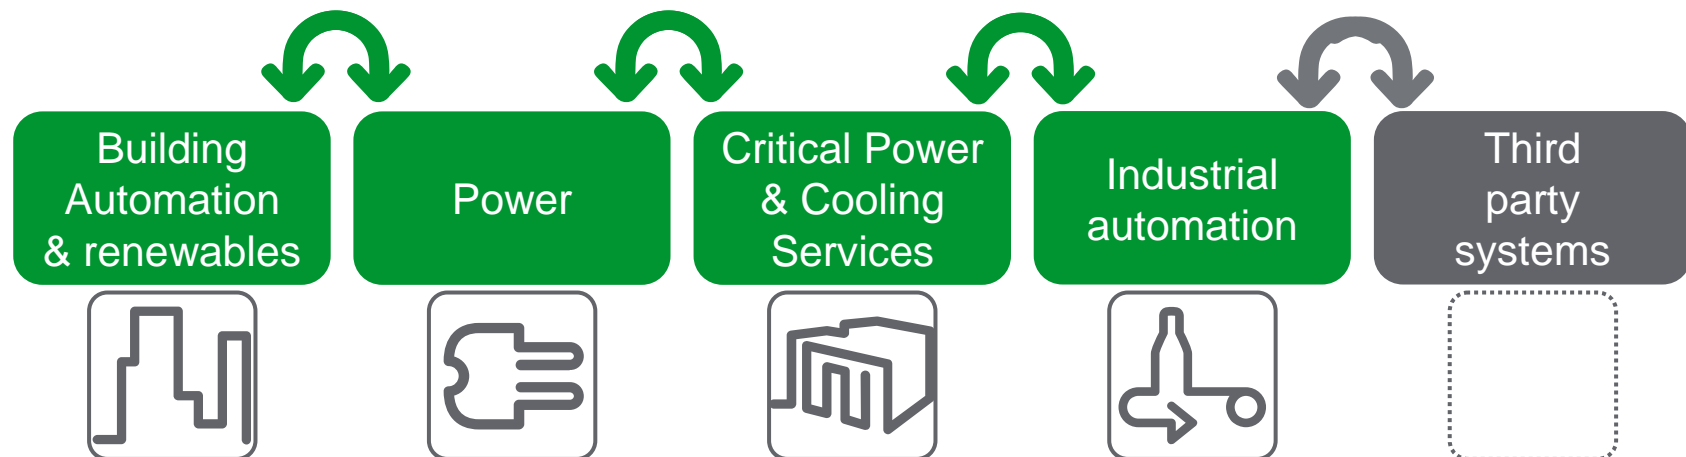 Building
Automation
& renewables
Power
Critical Power
& Cooling
Services
Industrial
automation
Third
party
systems